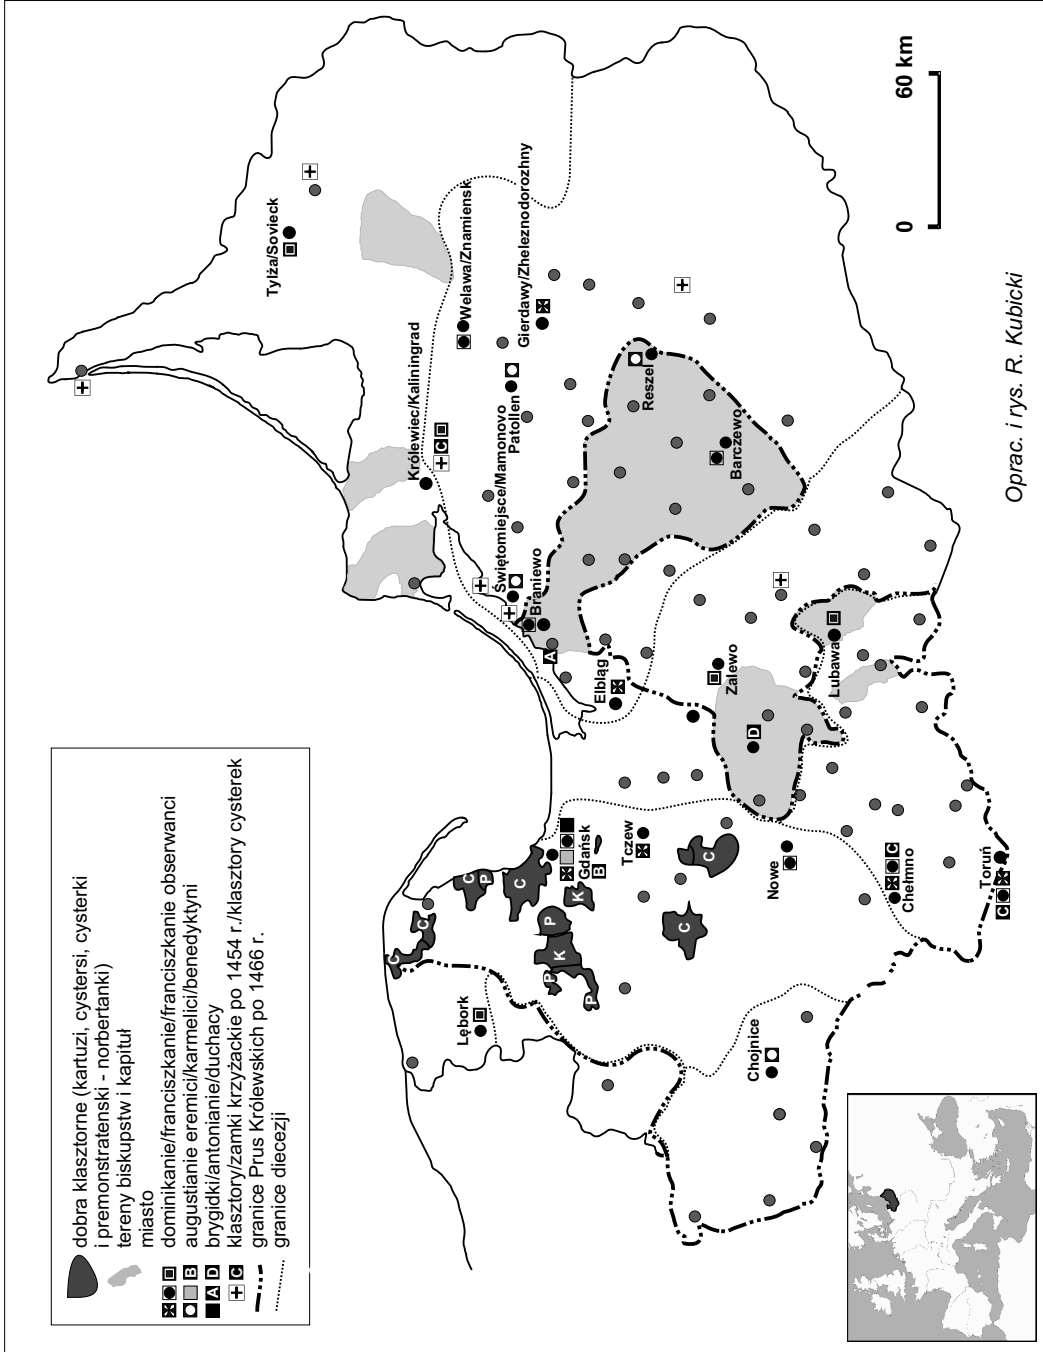 dobra klasztorne (kartuzi, cystersi, cysterki
i premonstratenski - norbertanki)
tereny biskupstw i kapituł
miasto
dominikanie/franciszkanie/franciszkanie obserwanci
B augustianie eremici/karmelici/benedyktyni
A D brygidki/antonianie/duchacy
C klasztory/zamki krzyżackie po 1454 r./klasztory cysterek
granice Prus Królewskich po 1466 r.
granice diecezji
Tylża/Sovieck
Królewiec/Kaliningrad
C
Welawa/Znamiensk
Gierdawy/Zheleznodorozhny
Świętomiejsce/Mamonovo
Patollen
Braniewo
A
Reszel
Barczewo
Elbląg
Zalewo
D
Lubawa
Lębork
C
C
C
P
C
K
P
K
P
P
Gdańsk
B
Tczew
C
C
Nowe
Chojnice
C
Chełmno
C
Toruń
0 60 km
Oprac. i rys. R. Kubicki